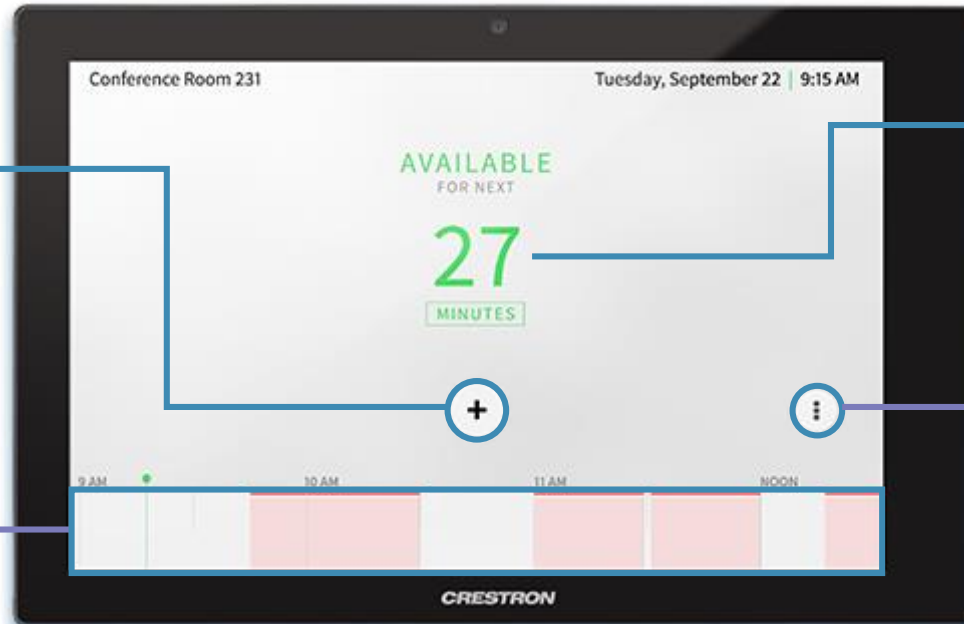 Conference Room 231
Tuesday, September 22 | 9:15 AM
AVAILABLE
FOR NEXT
27
MINUTES
9 AM
10 AM
11 AM
NOON
CRESTRON